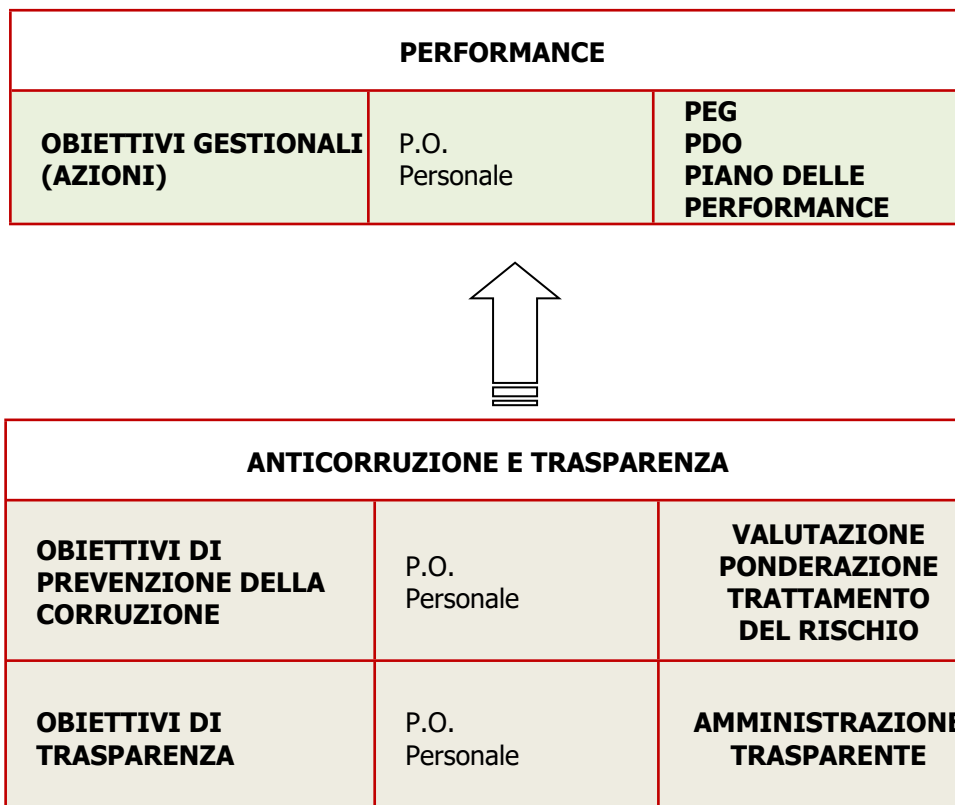 PERFORMANCE
OBIETTIVI GESTIONALI
(AZIONI)
P.O.
Personale
PEG
PDO
PIANO DELLE
PERFORMANCE
ANTICORRUZIONE E TRASPARENZA
OBIETTIVI DI
PREVENZIONE DELLA
CORRUZIONE
P.O.
Personale
VALUTAZIONE
PONDERAZIONE
TRATTAMENTO
DEL RISCHIO
OBIETTIVI DI
TRASPARENZA
P.O.
Personale
AMMINISTRAZIONE
TRASPARENTE